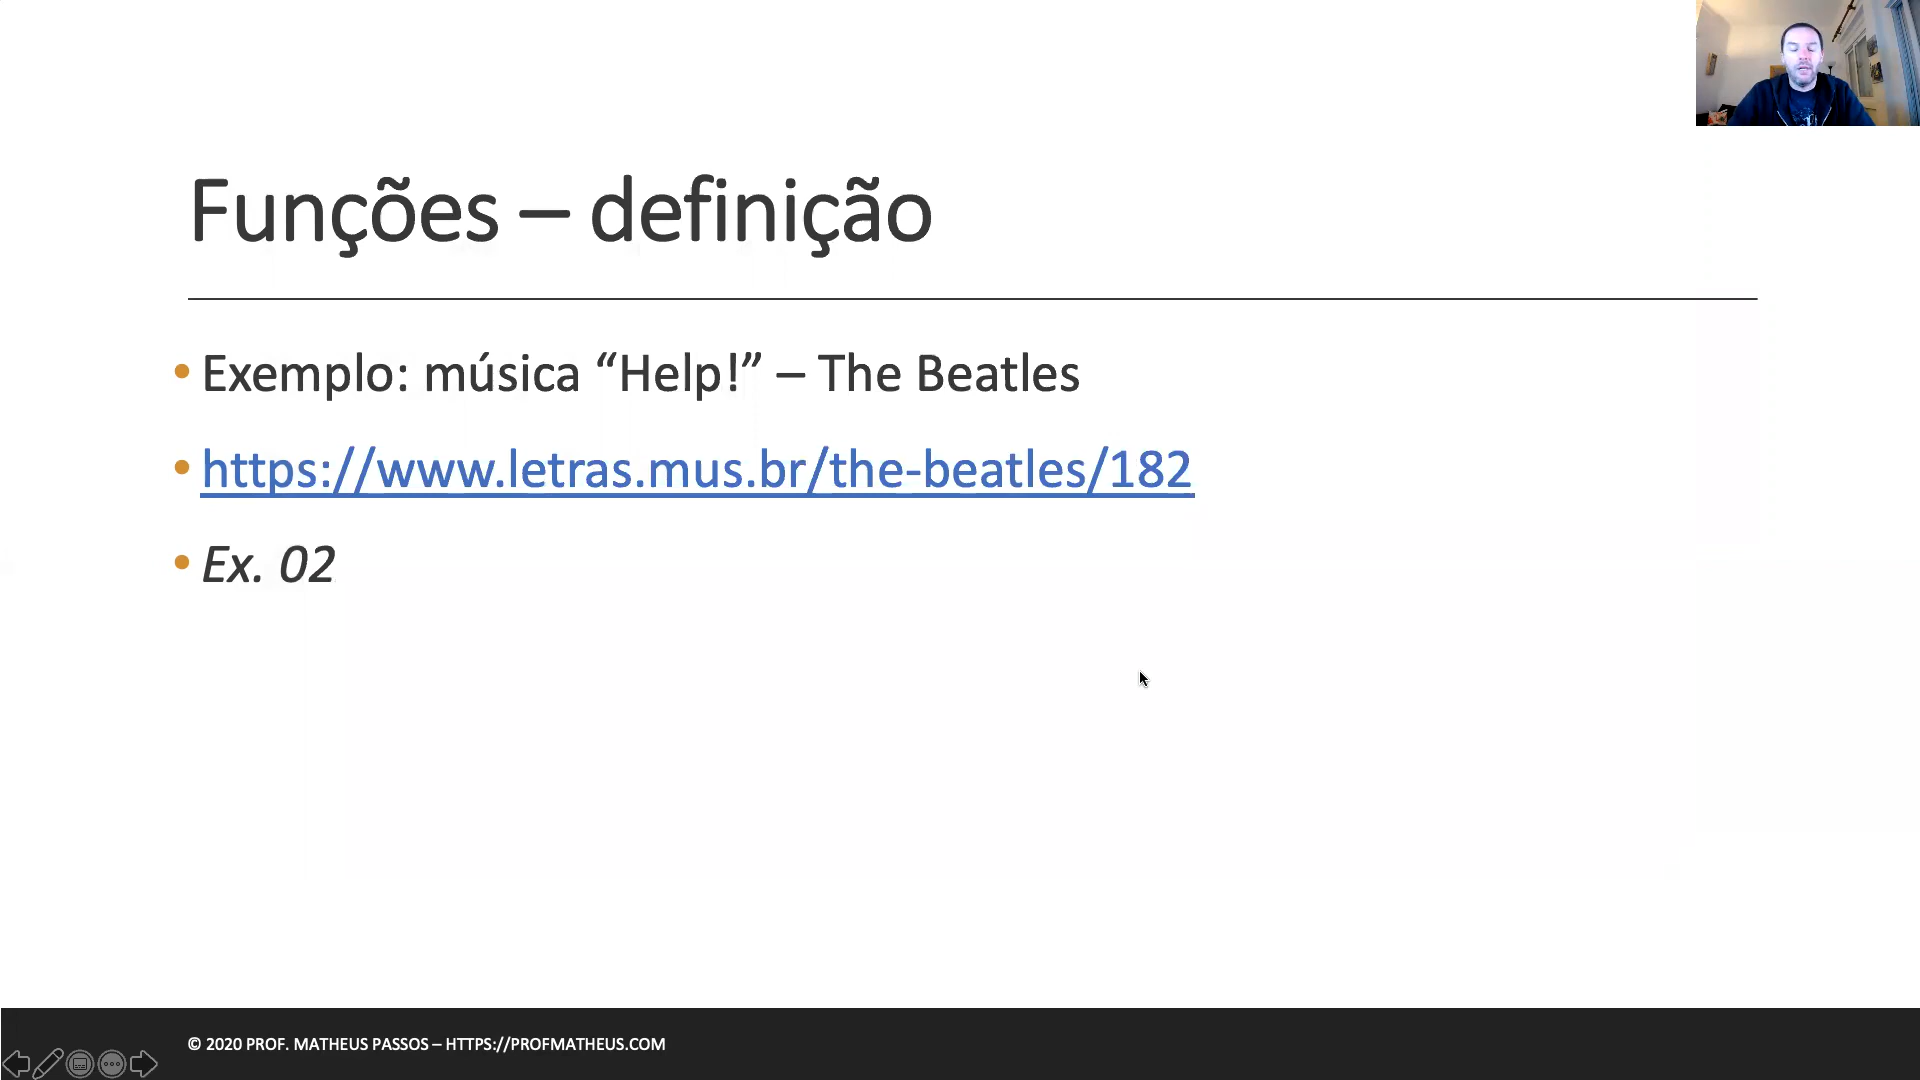 Funções – definição
• Exemplo: música “Help!” – The Beatles
• https://www.letras.mus.br/the-beatles/182
• Ex. 02
© 2020 PROF. MATHEUS PASSOS – HTTPS://PROFMATHEUS.COM